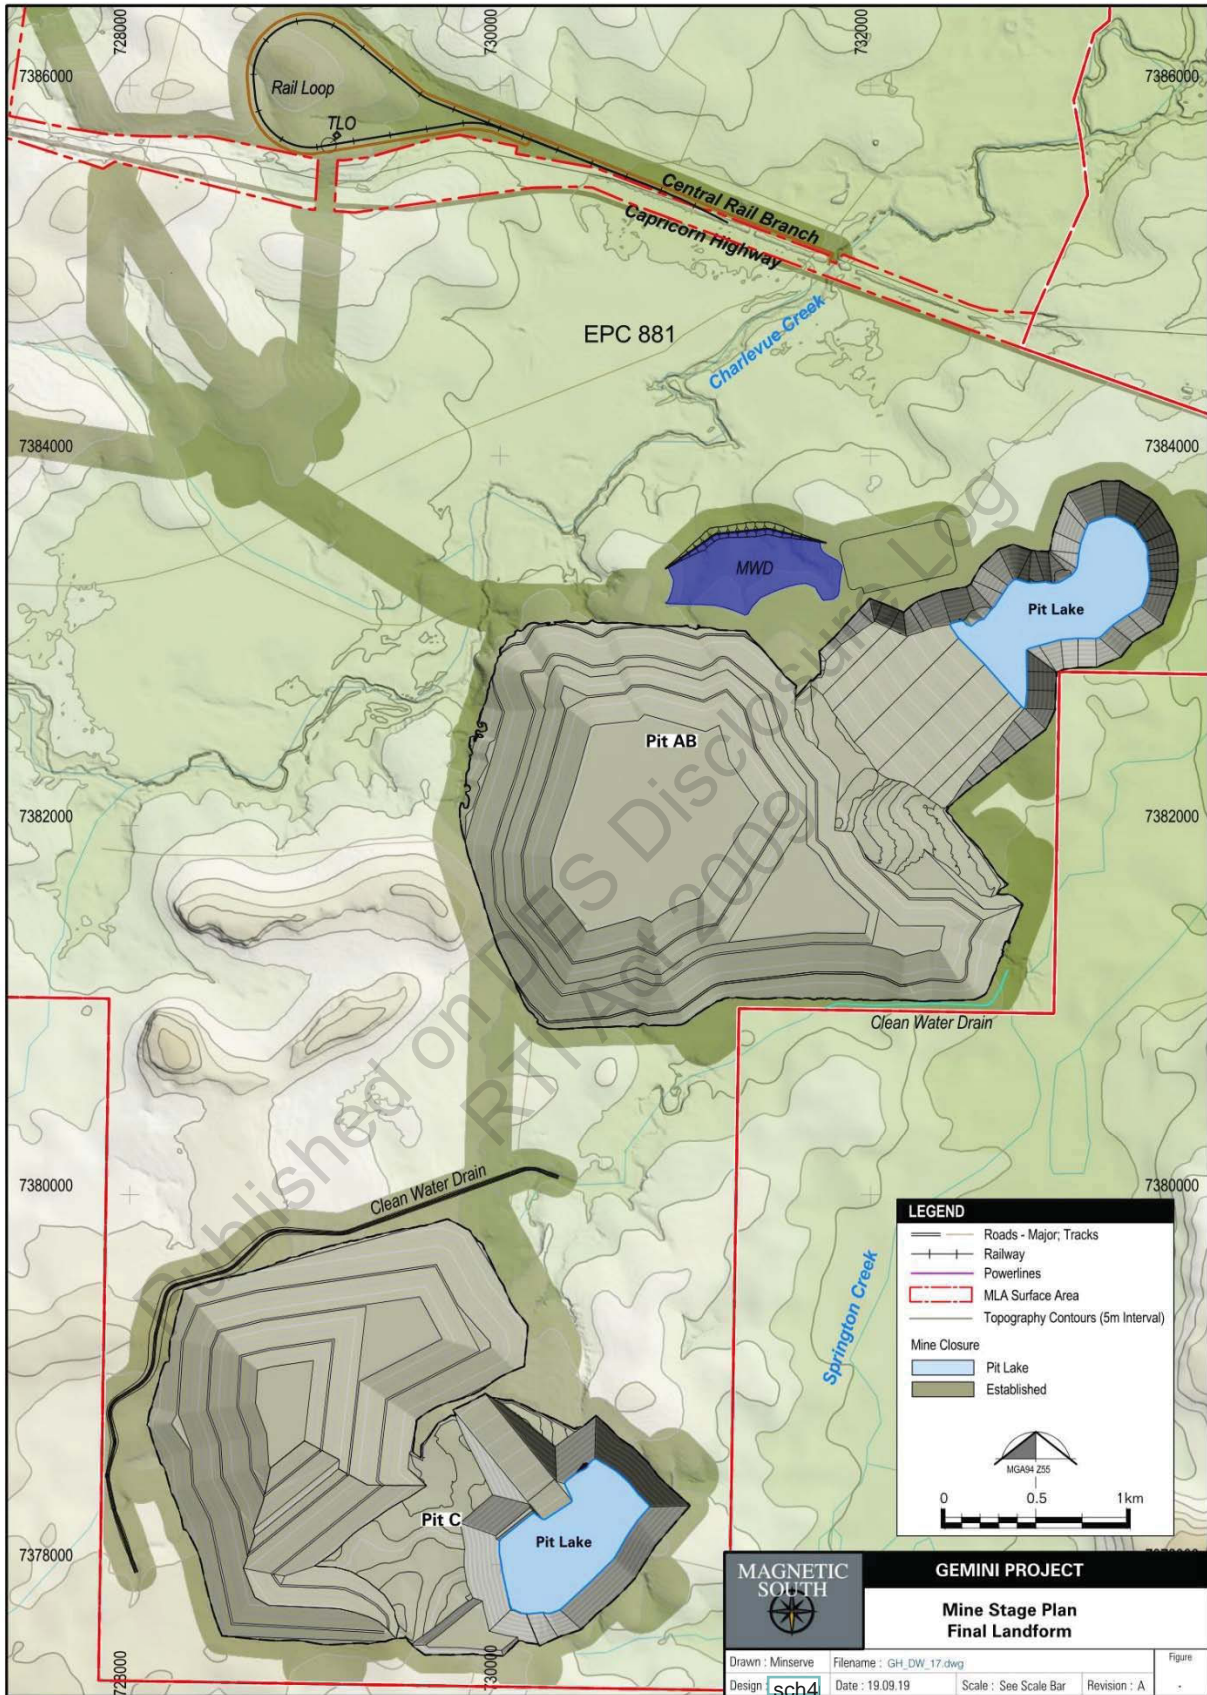 728000
730000
732000
7386000
7386000
Rail Loop
TLO
Central Rail Branch
Capricorn Highway
EPC 881
Charlevue Creek
7384000
7384000
MWD
Pit Lake
Pit AB
7382000
7382000
Clean Water Drain
Published on DES Disclosure Log
RTI Act 2009
7380000
7380000
Clean Water Drain
Springton Creek
LEGEND
Roads - Major; Tracks
Railway
Powerlines
MLA Surface Area
Topography Contours (5m Interval)
Mine Closure
Pit Lake
Established
MGA94 Z55
0 0.5 1km
Pit C
Pit Lake
7378000
728000
730000
MAGNETIC
SOUTH
GEMINI PROJECT
Mine Stage Plan
Final Landform
Drawn : Minserve
Filename : GH_DW_17.dwg
Figure
Design : sch4
Date : 19.09.19
Scale : See Scale Bar
Revision : A
-